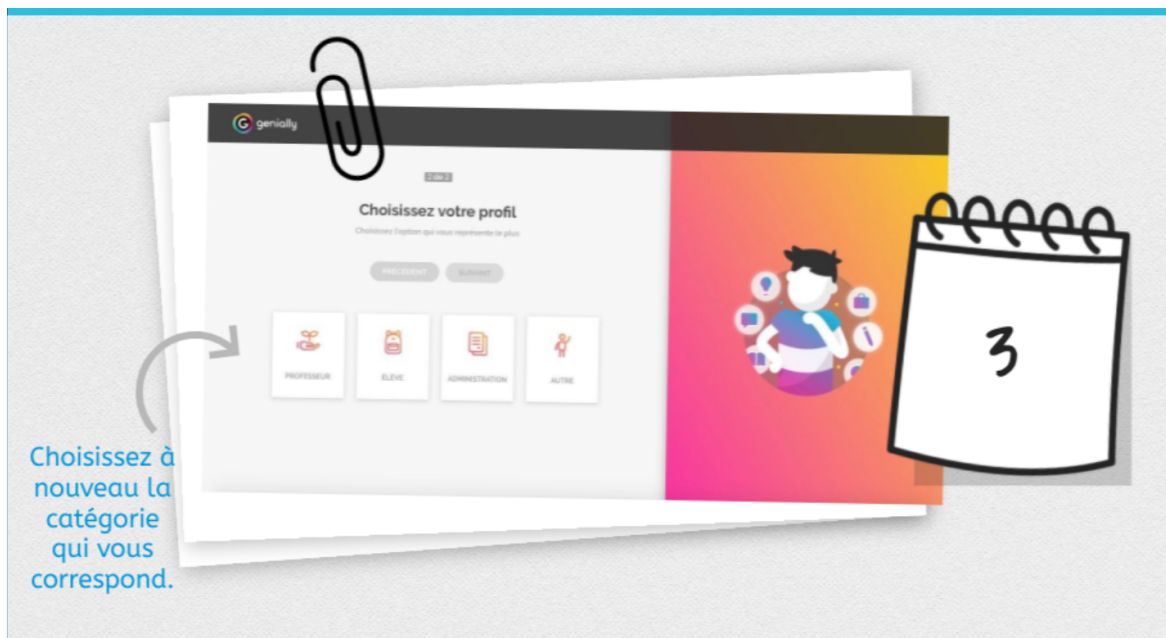 genially
2 de 2
Choisissez votre profil
Choisissez l'option qui vous représente le plus
PRÉCÉDENT
SUIVANT
PROFESSEUR
ELÈVE
ADMINISTRATION
AUTRE
3
Choisissez à
nouveau la
catégorie
qui vous
correspond.